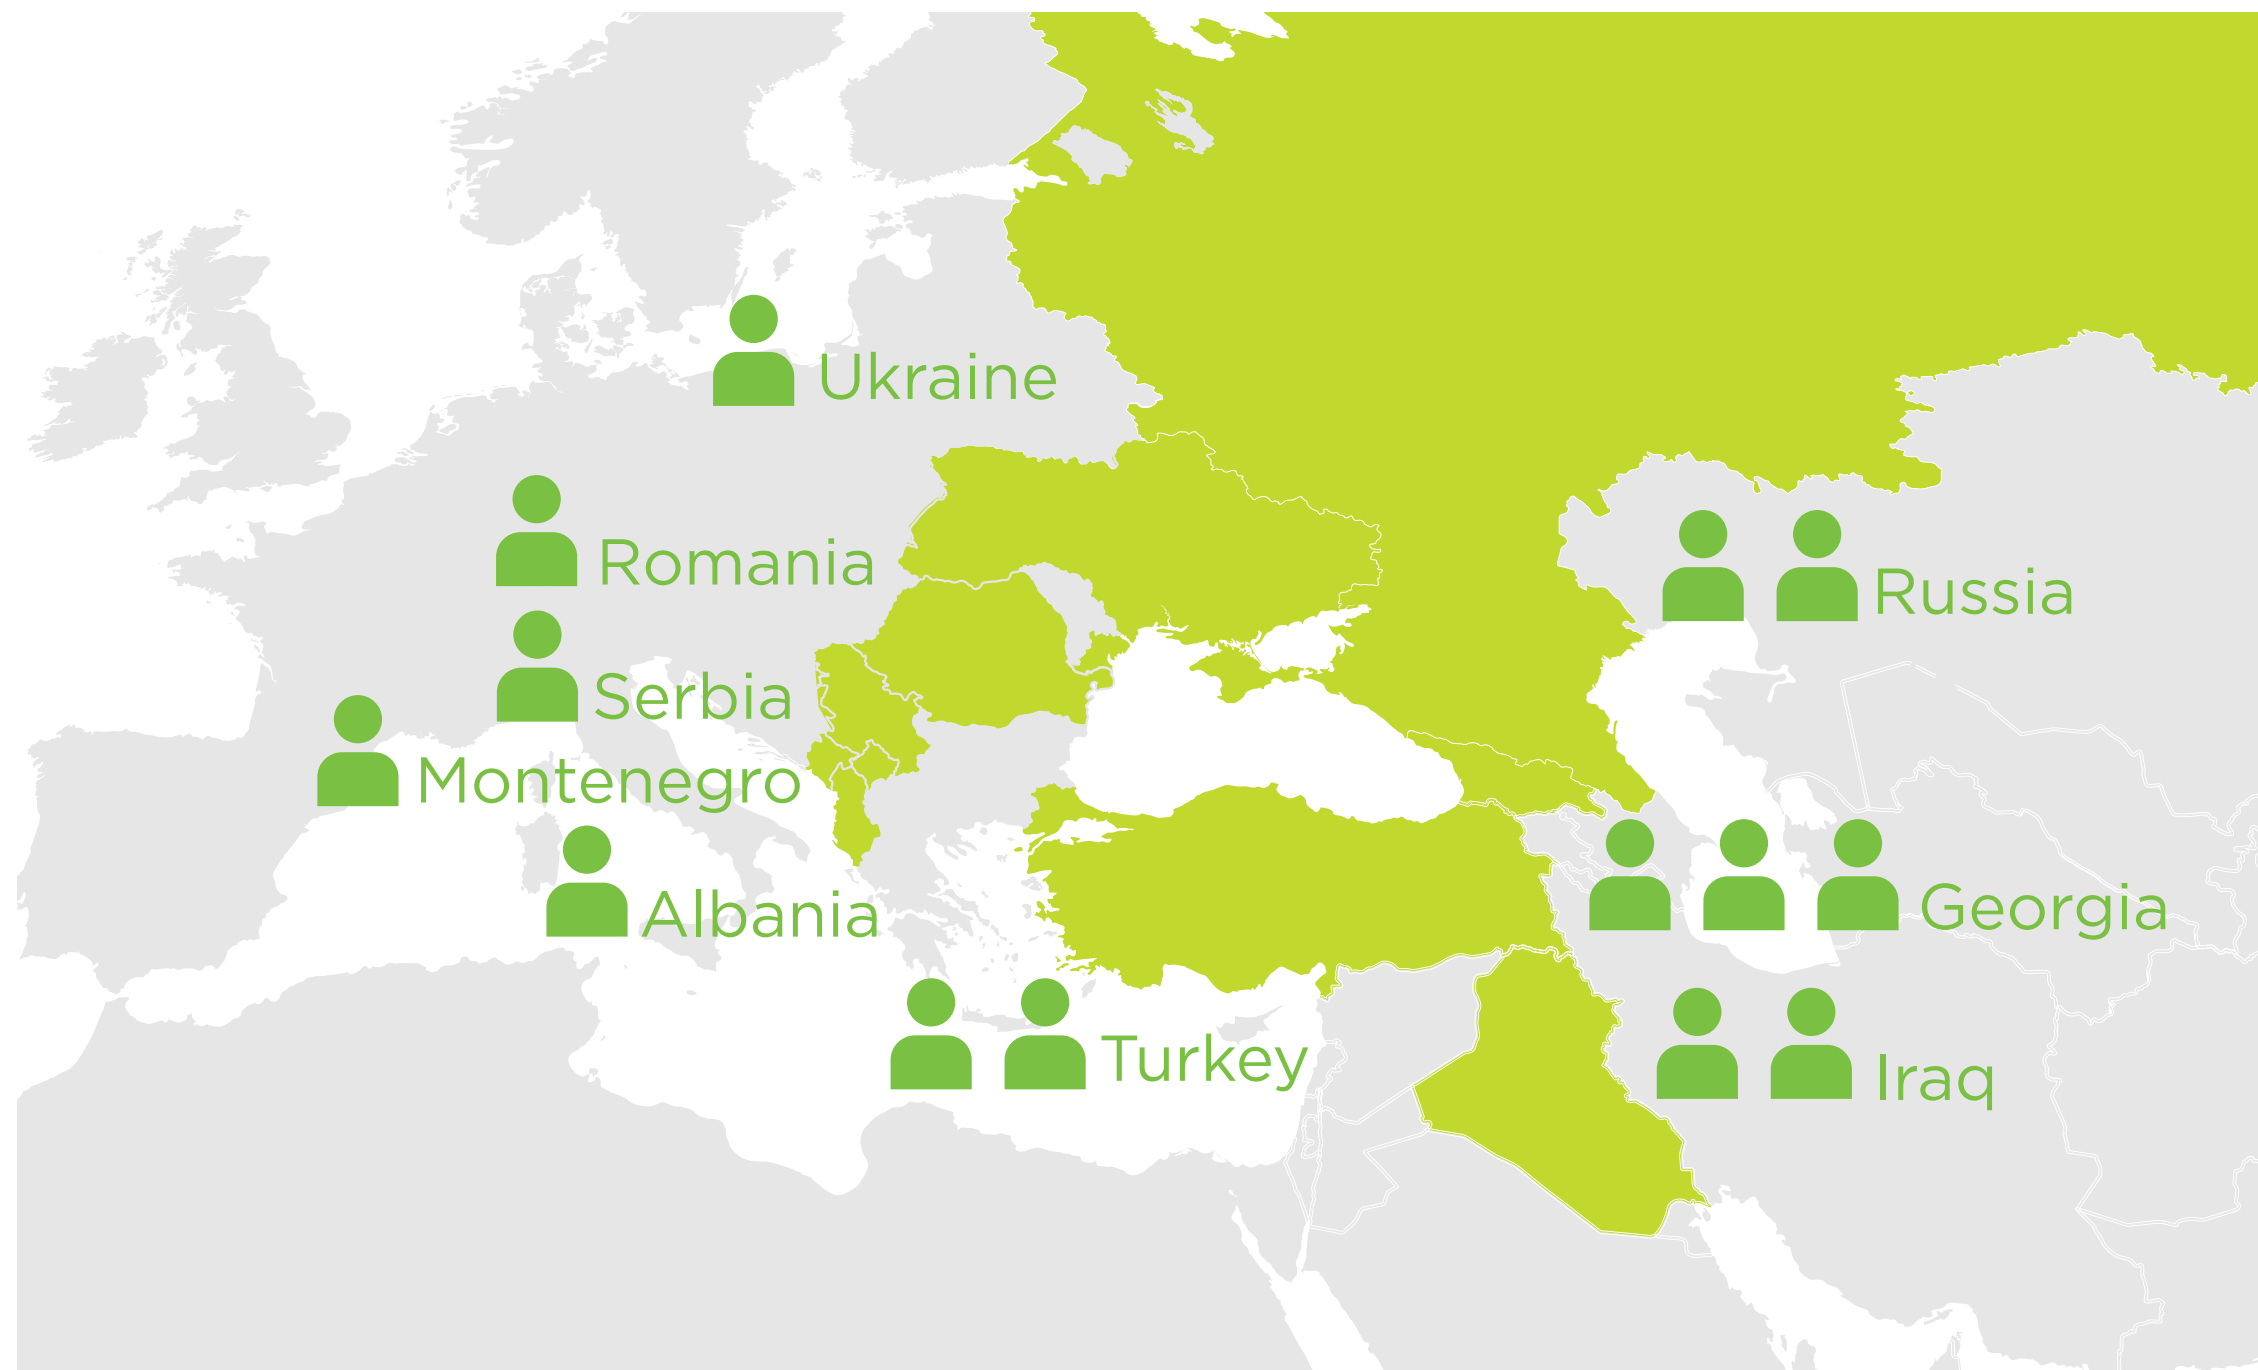 Ukraine
Romania
Russia
Serbia
Montenegro
Albania
Georgia
Turkey
Iraq